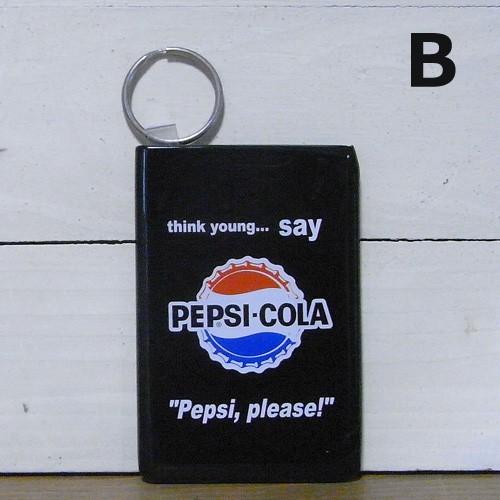 B
think young... say
PEPSI-COLA
®
"Pepsi, please!"